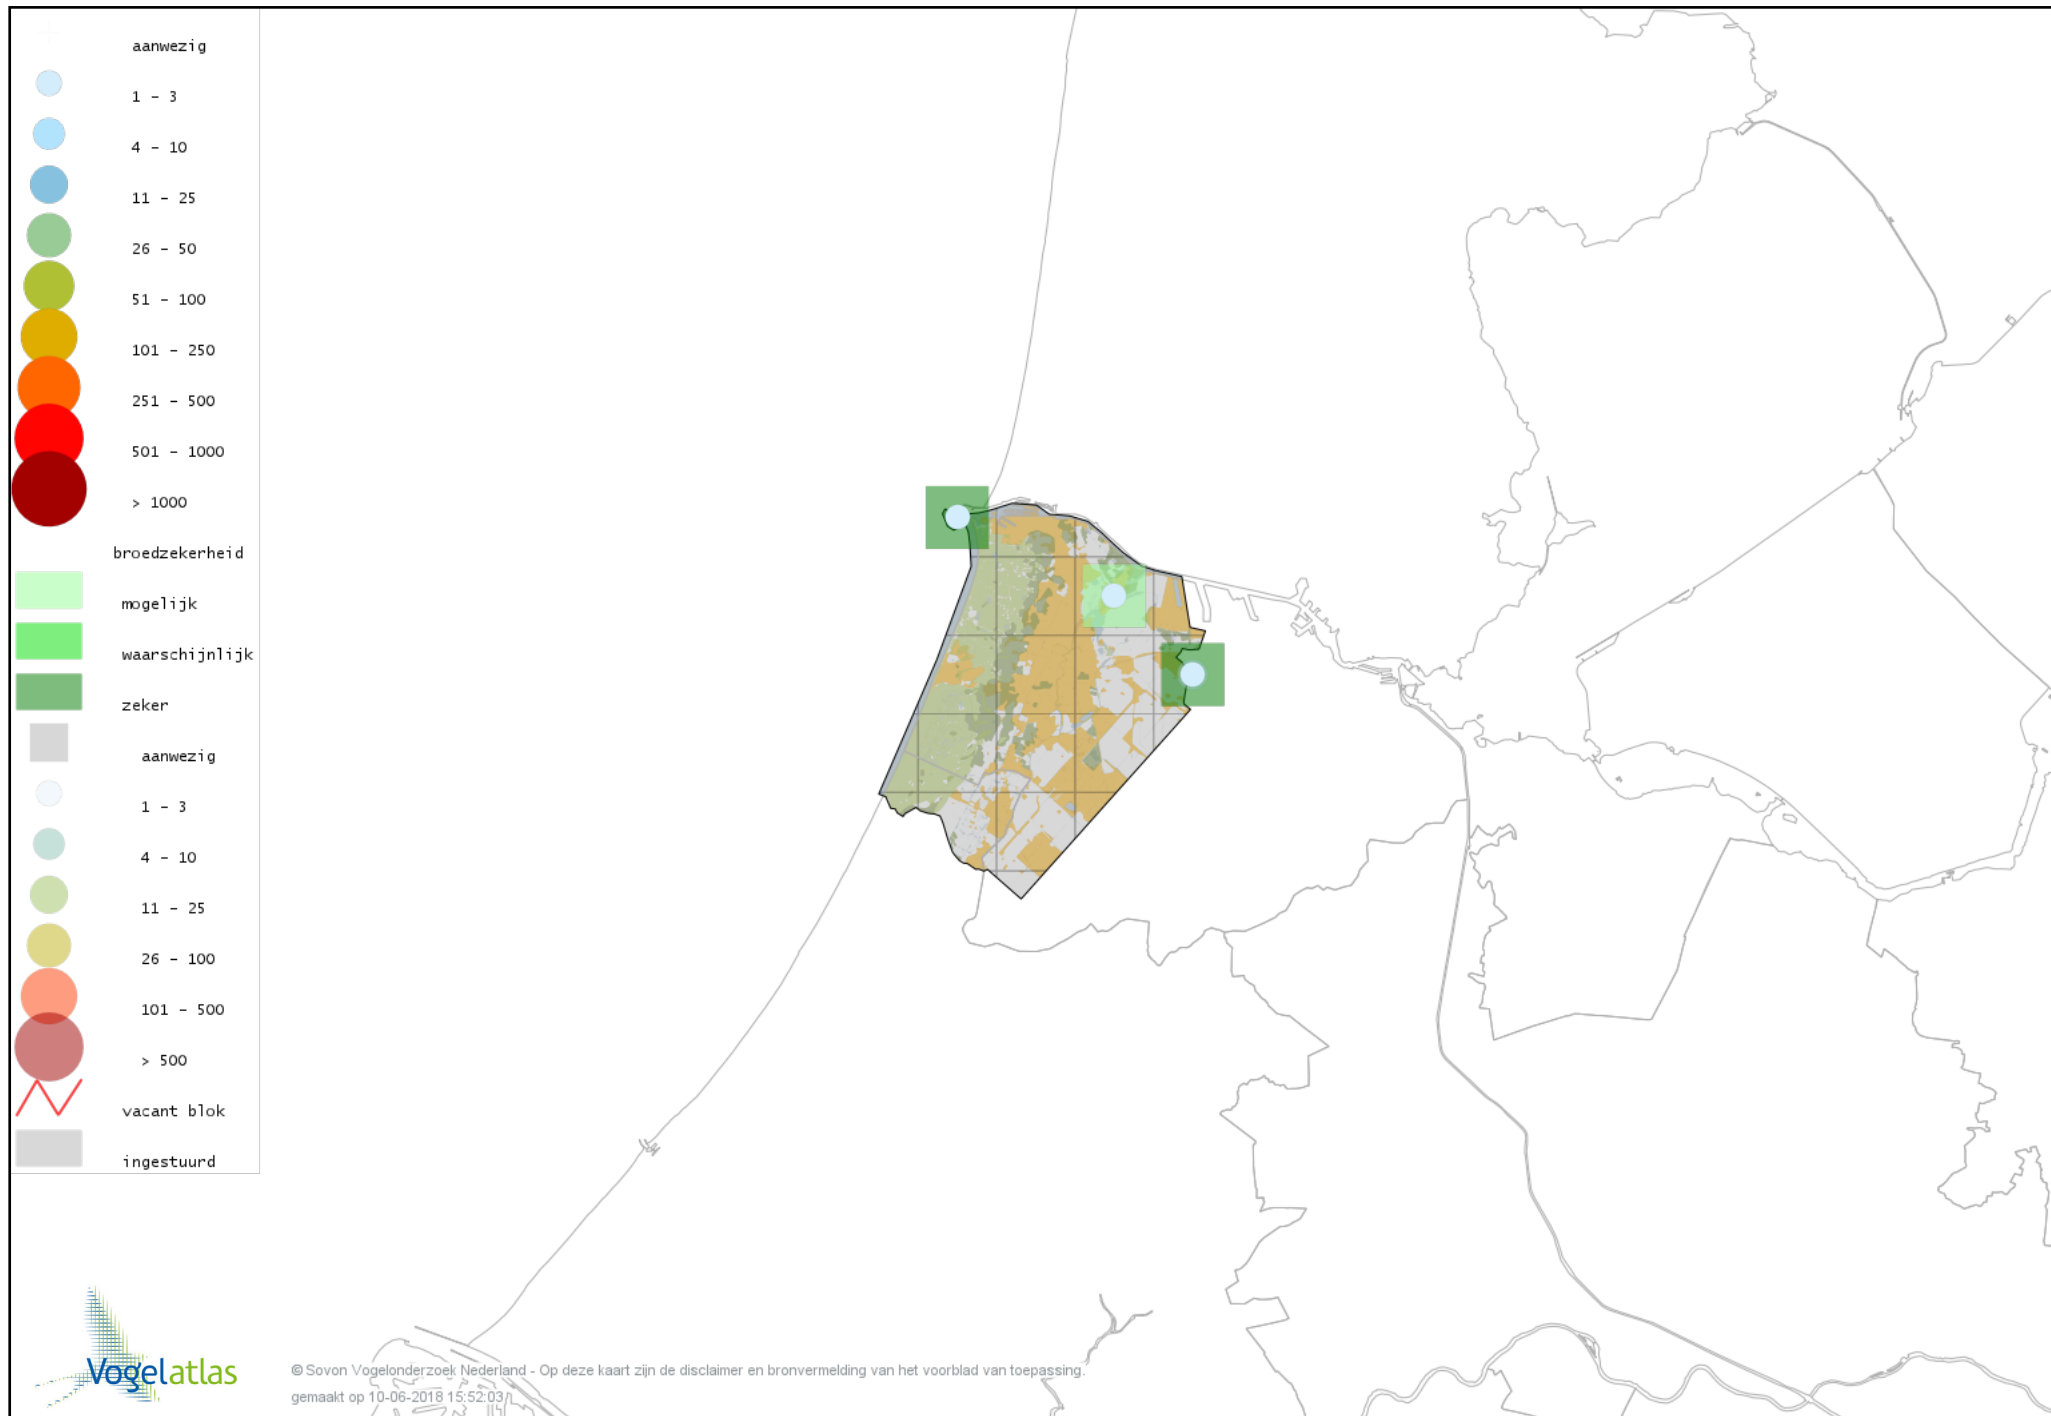 aanwezig
1 - 3
4 - 10
11 - 25
26 - 50
51 - 100
101 - 250
251 - 500
501 - 1000
> 1000
broedzekerheid
mogelijk
waarschijnlijk
zeker
aanwezig
1 - 3
4 - 10
11 - 25
26 - 100
101 - 500
> 500
vacant blok
ingestuurd
Vogelatlas
© Sovon Vogelonderzoek Nederland - Op deze kaart zijn de disclaimer en bronvermelding van het voorblad van toepassing.
gemaakt op 10-06-2018 15:52:03